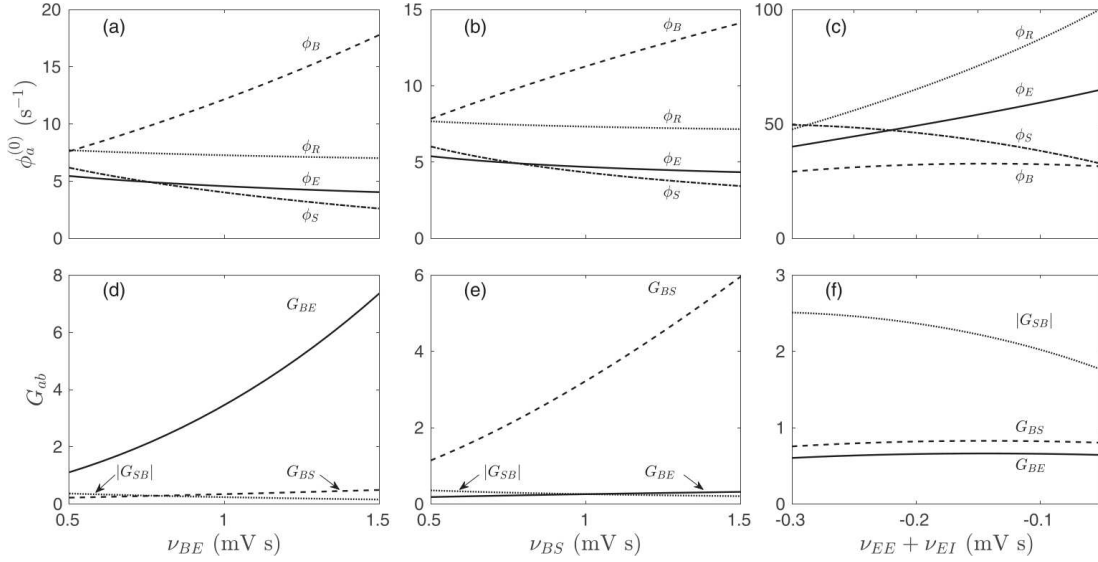 (a)
(b)
(c)
20
15
10
5
0
ϕ_a^(0) (s⁻¹)
ϕ_B
ϕ_R
ϕ_E
ϕ_S
15
10
5
0
ϕ_B
ϕ_R
ϕ_E
ϕ_S
100
50
0
ϕ_R
ϕ_E
ϕ_S
ϕ_B
(d)
(e)
(f)
8
6
4
2
0
G_ab
G_BE
|G_SB|
G_BS
0.5
1
1.5
ν_BE (mV s)
6
4
2
0
G_BS
|G_SB|
G_BE
0.5
1
1.5
ν_BS (mV s)
3
2
1
0
|G_SB|
G_BS
G_BE
-0.3
-0.2
-0.1
ν_EE + ν_EI (mV s)